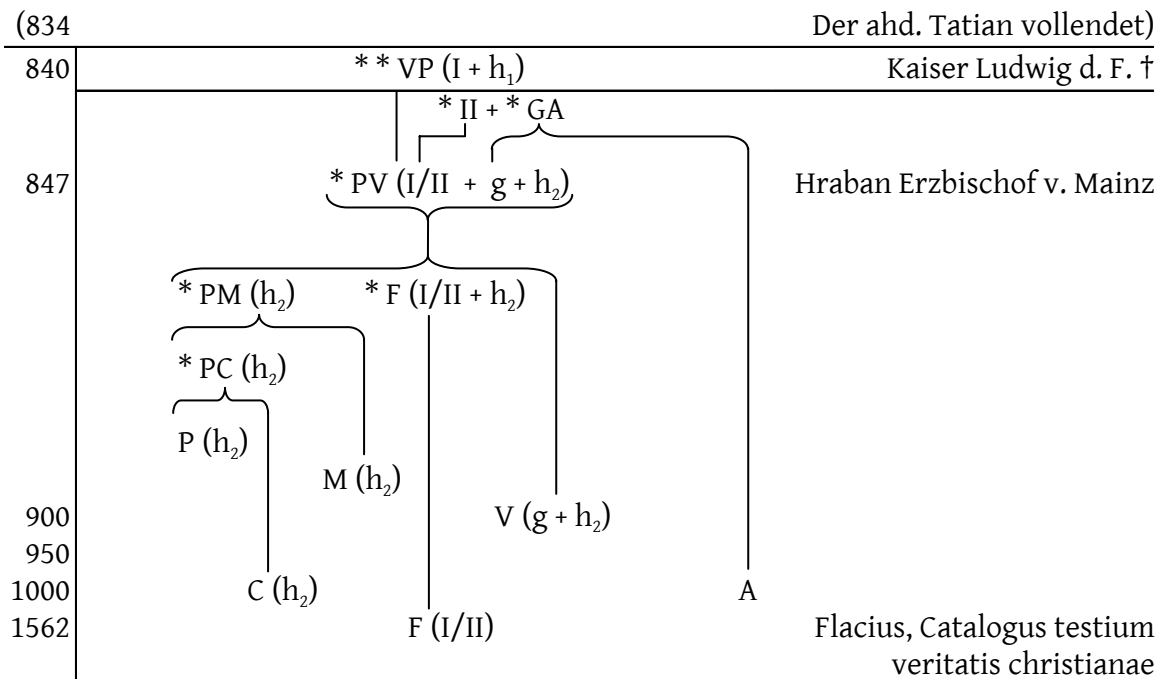 (834 Der ahd. Tatian vollendet)
840 * * VP (I + h₁) Kaiser Ludwig d. F. †
* II + * GA
847 * PV (I/II + g + h₂) Hraban Erzbischof v. Mainz
* PM (h₂) * F (I/II + h₂)
* PC (h₂)
P (h₂)
M (h₂)
900 V (g + h₂)
950
1000 C (h₂) A
1562 F (I/II) Flacius, Catalogus testium
veritatis christianae